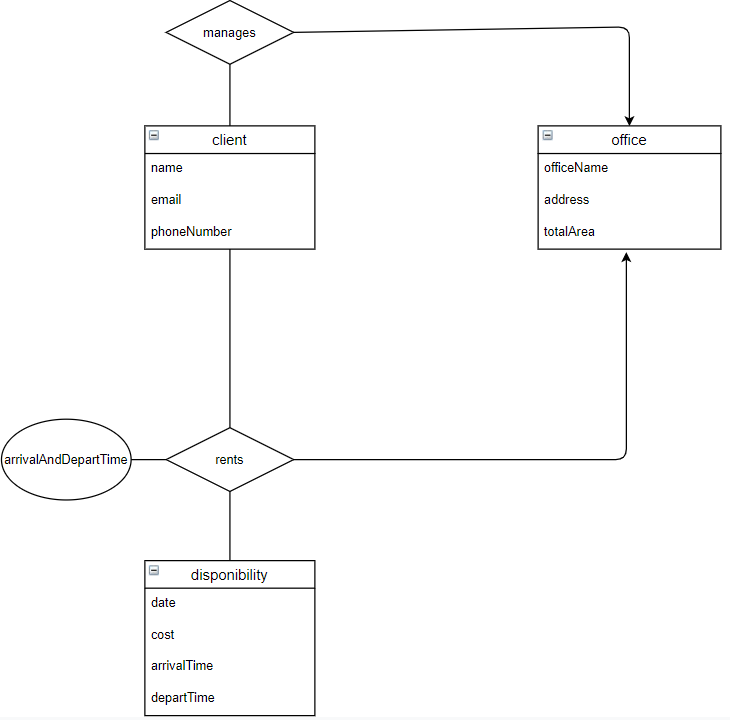 manages
client
name
email
phoneNumber
office
officeName
address
totalArea
arrivalAndDepartTime
rents
disponibility
date
cost
arrivalTime
departTime